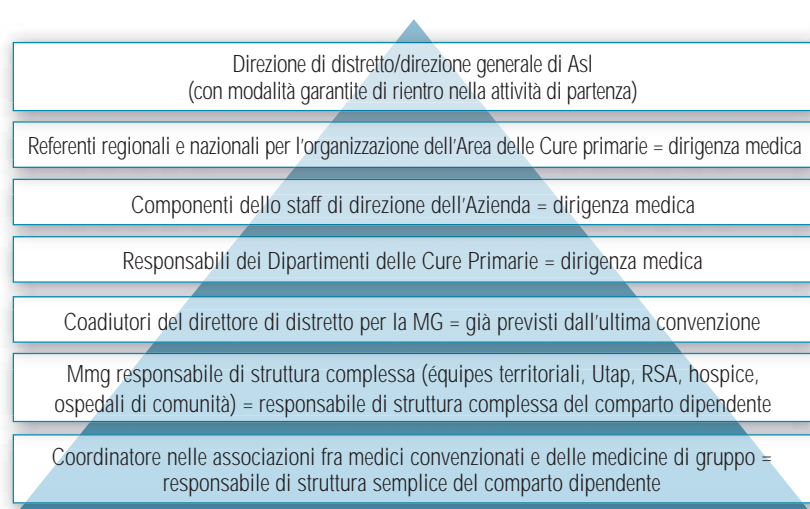 Direzione di distretto/direzione generale di Asl
(con modalità garantite di rientro nella attività di partenza)
Referenti regionali e nazionali per l'organizzazione dell'Area delle Cure primarie = dirigenza medica
Componenti dello staff di direzione dell'Azienda = dirigenza medica
Responsabili dei Dipartimenti delle Cure Primarie = dirigenza medica
Coadiutori del direttore di distretto per la MG = già previsti dall'ultima convenzione
Mmg responsabile di struttura complessa (équipes territoriali, Utap, RSA, hospice,
ospedali di comunità) = responsabile di struttura complessa del comparto dipendente
Coordinatore nelle associazioni fra medici convenzionati e delle medicine di gruppo =
responsabile di struttura semplice del comparto dipendente